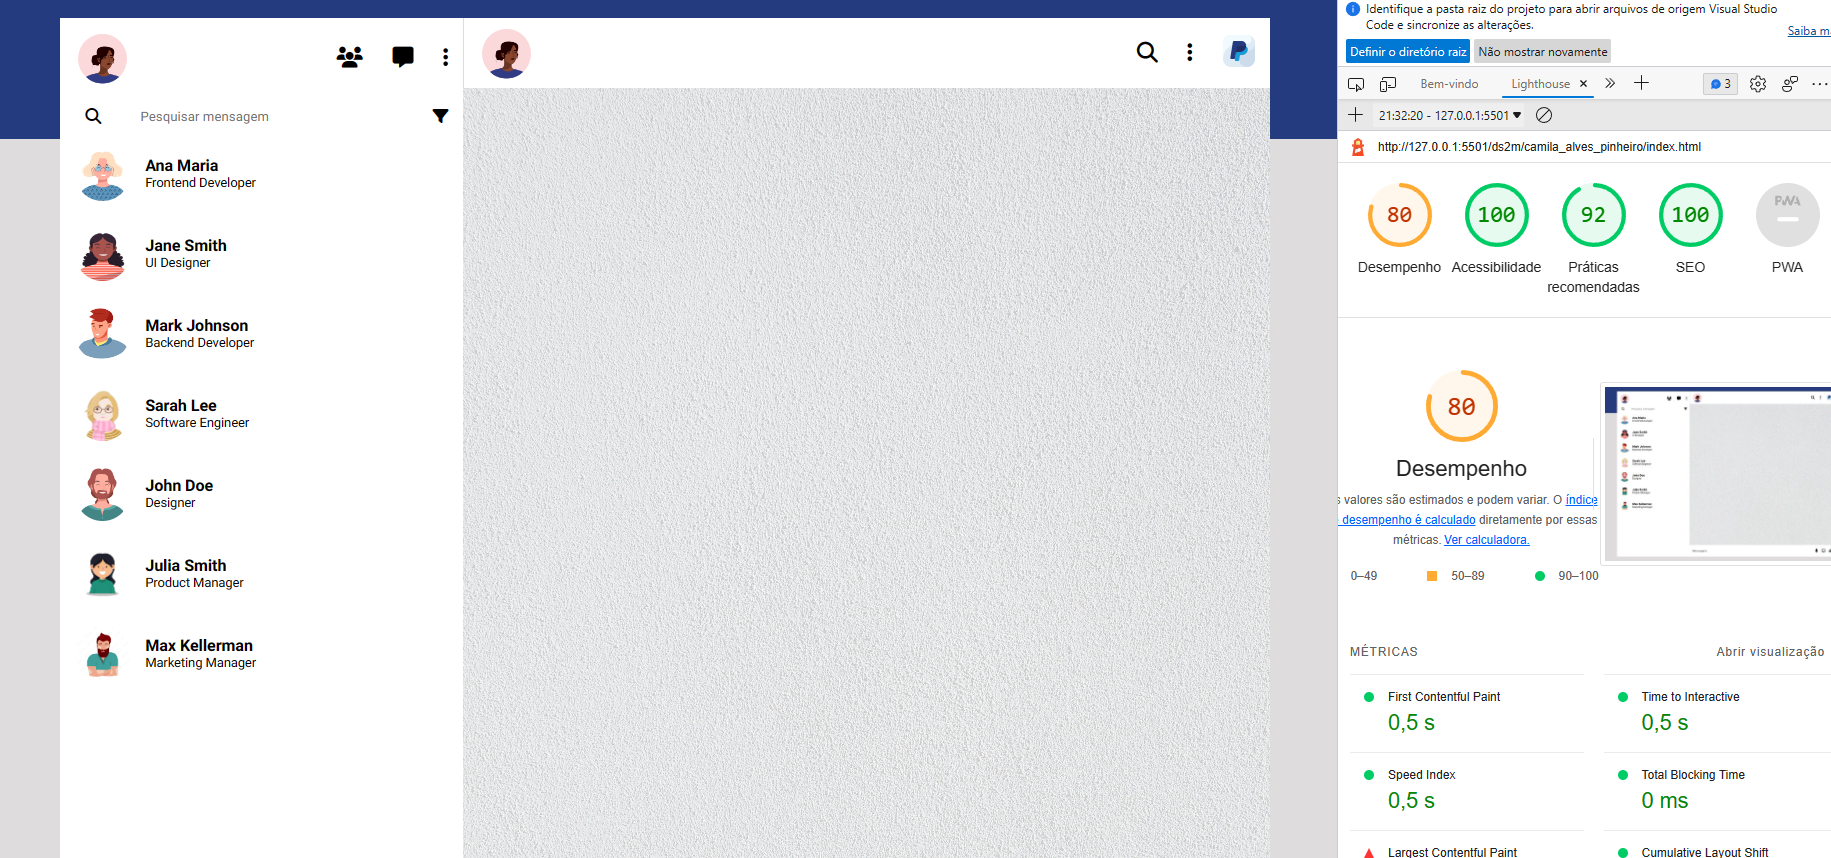 Pesquisar mensagem
Ana Maria
Frontend Developer
Jane Smith
UI Designer
Mark Johnson
Backend Developer
Sarah Lee
Software Engineer
John Doe
Designer
Julia Smith
Product Manager
Max Kellerman
Marketing Manager
Identifique a pasta raiz do projeto para abrir arquivos de origem Visual Studio
Code e sincronize as alterações.
Saiba ma
Definir o diretório raiz Não mostrar novamente
Bem-vindo Lighthouse 3
21:32:20 - 127.0.0.1:5501
http://127.0.0.1:5501/ds2m/camila_alves_pinheiro/index.html
80 100 92 100 PWA
Desempenho Acessibilidade Práticas recomendadas SEO PWA
80
Desempenho
s valores são estimados e podem variar. O índice
desempenho é calculado diretamente por essas
métricas. Ver calculadora.
0–49 50–89 90–100
MÉTRICAS Abrir visualização
First Contentful Paint Time to Interactive
0,5 s 0,5 s
Speed Index Total Blocking Time
0,5 s 0 ms
Largest Contentful Paint Cumulative Layout Shift